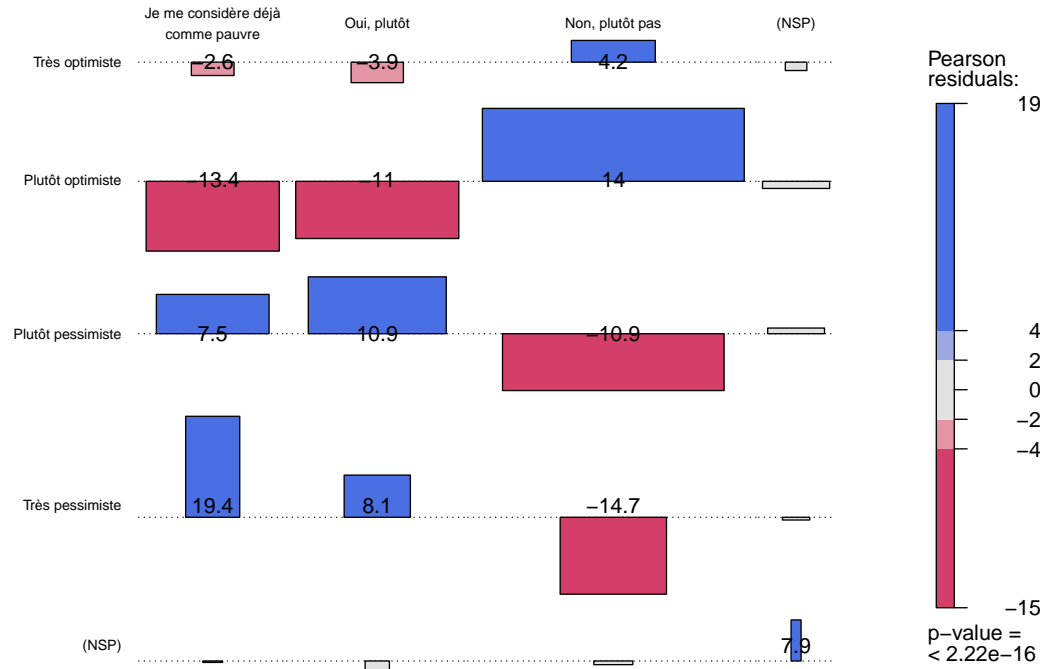 Je me considère déjà
comme pauvre
Oui, plutôt
Non, plutôt pas
(NSP)
Très optimiste
−2.6
−3.9
4.2
Plutôt optimiste
−13.4
−11
14
Plutôt pessimiste
7.5
10.9
−10.9
Très pessimiste
19.4
8.1
−14.7
(NSP)
7.9
Pearson
residuals:
19
4
2
0
−2
−4
−15
p−value =
< 2.22e−16